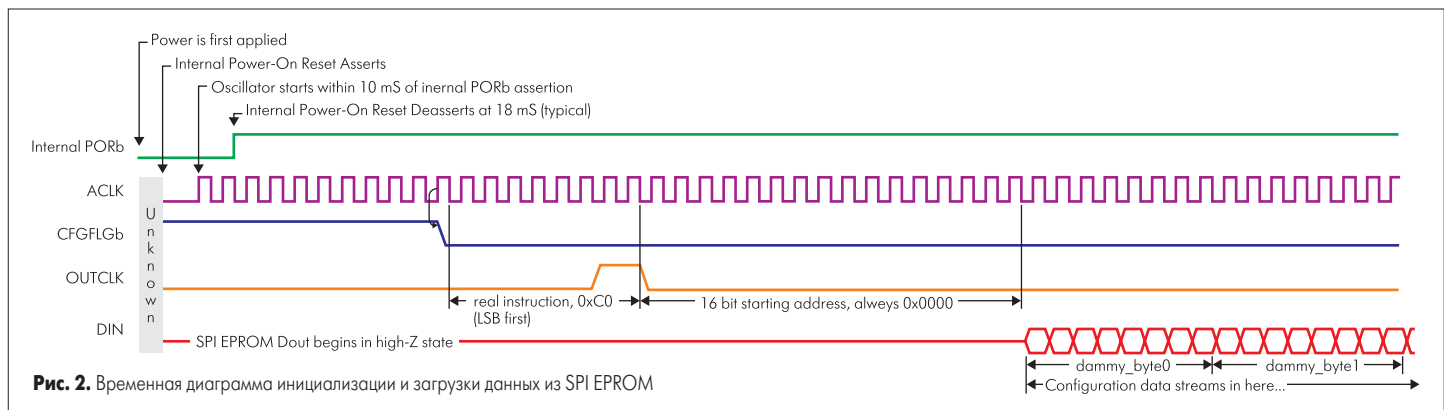 Power is first applied
Internal Power-On Reset Asserts
Oscillator starts within 10 mS of inernal PORb assertion
Internal Power-On Reset Deasserts at 18 mS (typical)
Internal PORb
ACLK
Unknown
CFGFLGb
OUTCLK
real instruction, 0xC0
(LSB first)
16 bit starting address, alweys 0x0000
DIN
SPI EPROM Dout begins in high-Z state
dammy_byte0
dammy_byte1
Configuration data streams in here...
Рис. 2. Временная диаграмма инициализации и загрузки данных из SPI EPROM